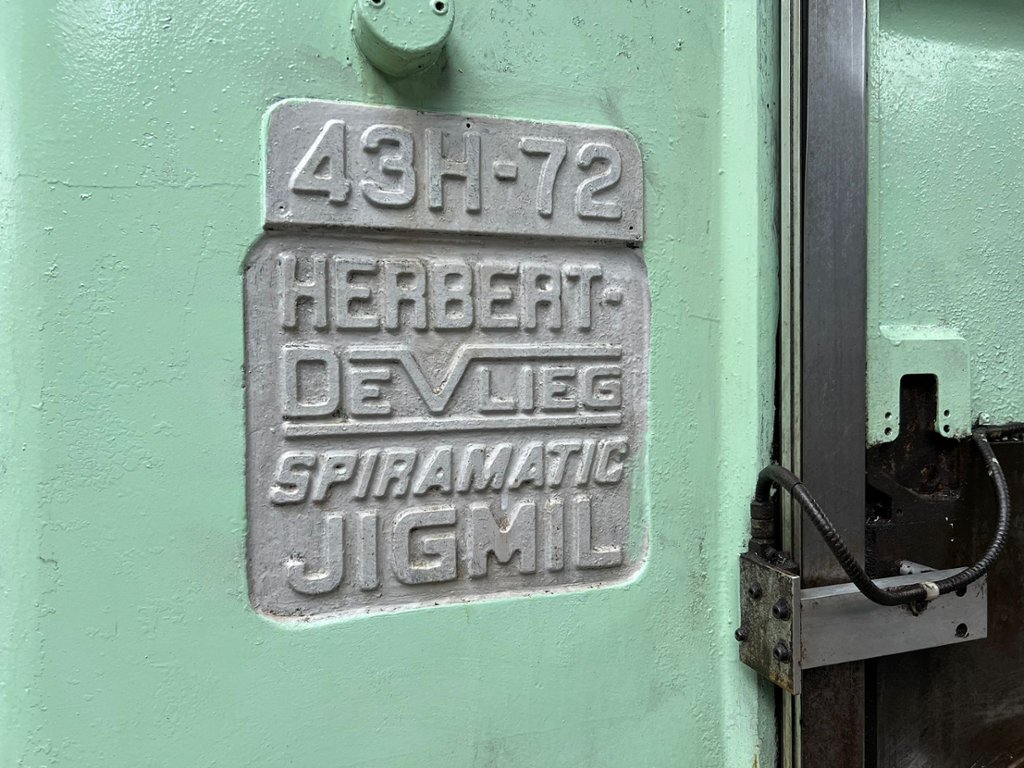 43H-72
HERBERT-
DEVLIEG
SPIRAMATIC
JIGMIL